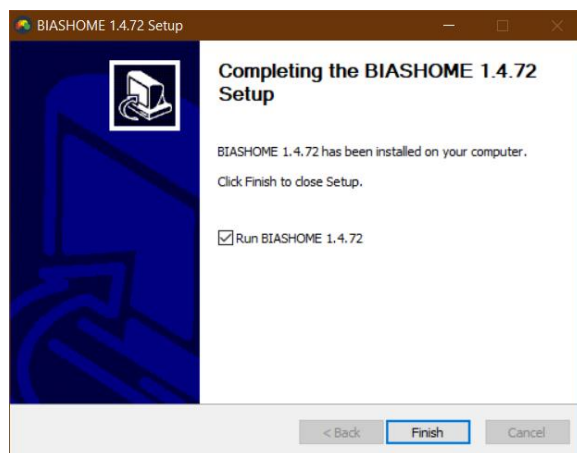 BIASHOME 1.4.72 Setup
Completing the BIASHOME 1.4.72
Setup
BIASHOME 1.4.72 has been installed on your computer.
Click Finish to close Setup.
Run BIASHOME 1.4.72
< Back Finish Cancel